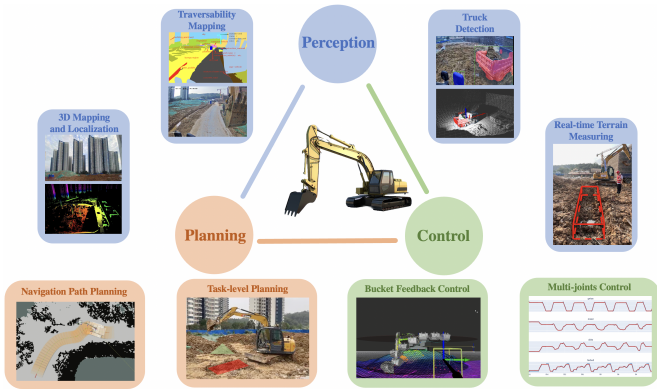 Traversability
Mapping
Perception
Truck
Detection
3D Mapping
and Localization
Real-time Terrain
Measuring
Planning
Control
Navigation Path Planning
Task-level Planning
Bucket Feedback Control
Multi-joints Control